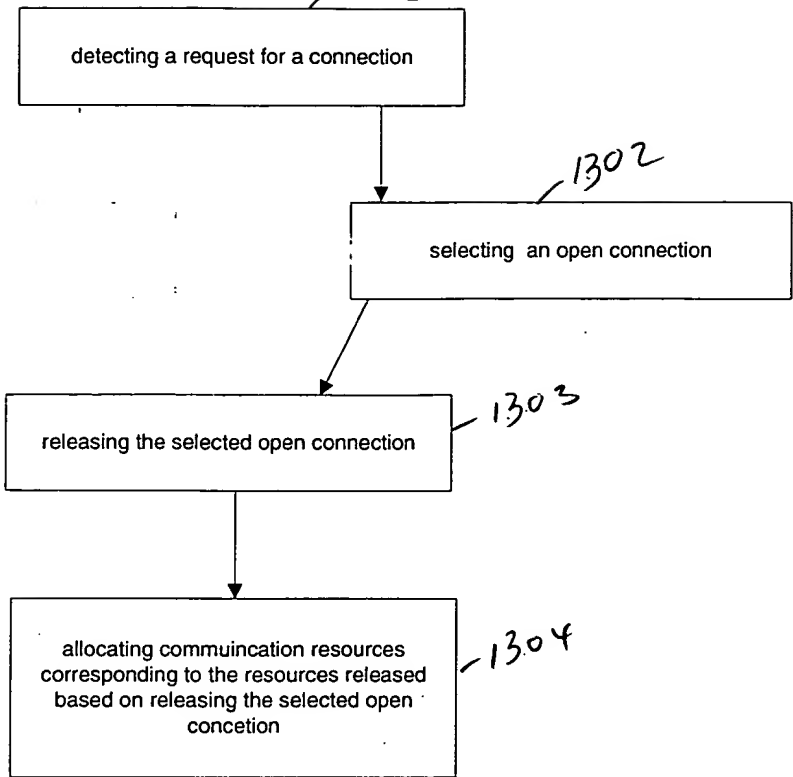 detecting a request for a connection
1302
selecting an open connection
1303
releasing the selected open connection
allocating commuincation resources
corresponding to the resources released
based on releasing the selected open
concetion
1304